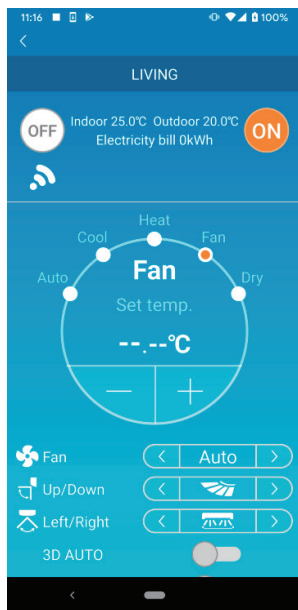 11:16 100%
LIVING
OFF
Indoor 25.0℃ Outdoor 20.0℃
Electricity bill 0kWh
ON
Heat
Cool Fan
Auto Dry
Fan
Set temp.
--.--℃
Fan Auto
Up/Down
Left/Right
3D AUTO